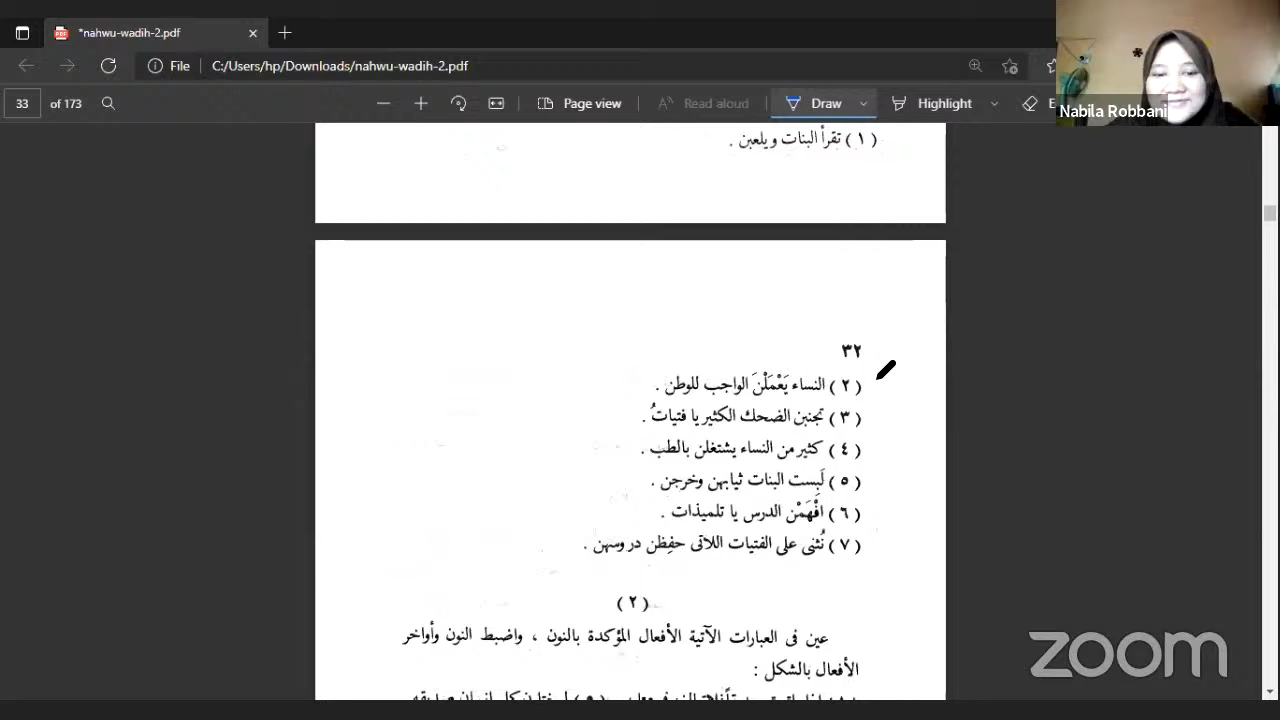 *nahwu-wadih-2.pdf
File C:/Users/hp/Downloads/nahwu-wadih-2.pdf
33 of 173 Page view Read aloud Draw Highlight
Nabila Robbani
( ١ ) تقرأ البنات ويلعبن .
٣٢
( ٢ ) النساء يَعْمَلْنَ الواجب للوطن .
( ٣ ) تجنبن الضحك الكثير يا فتياتُ .
( ٤ ) كثير من النساء يشتغلن بالطب .
( ٥ ) لَبِست البنات ثيابهن وخرجن .
( ٦ ) افْهَمْن الدرس يا تلميذات .
( ٧ ) نُثنى على الفتيات اللاتى حفِظن دروسهن .
( ٢ )
عين فى العبارات الآتية الأفعال المؤكدة بالنون ، واضبط النون وأواخر
الأفعال بالشكل :
zoom